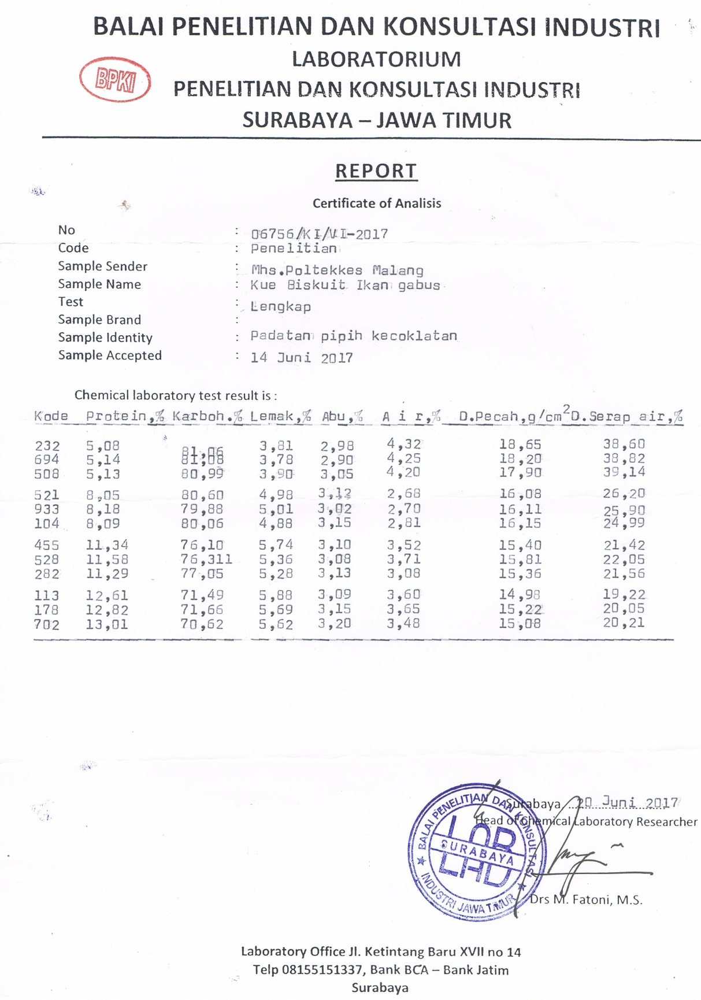 BALAI PENELITIAN DAN KONSULTASI INDUSTRI
LABORATORIUM
BPKI
PENELITIAN DAN KONSULTASI INDUSTRI
SURABAYA – JAWA TIMUR
REPORT
Certificate of Analisis
No : 06756/KI/VI-2017
Code : Penelitian
Sample Sender : Mhs.Poltekkes Malang
Sample Name : Kue Biskuit Ikan gabus
Test : Lengkap
Sample Brand :
Sample Identity : Padatan pipih kecoklatan
Sample Accepted : 14 Juni 2017
Chemical laboratory test result is :
Kode Protein,% Karboh.% Lemak,% Abu,% A i r,% D.Pecah,g/cm2 D.Serap air,%
232 5,08 81,06 3,81 2,98 4,32 18,65 38,60
694 5,14 81,08 3,78 2,90 4,25 18,20 38,82
508 5,13 80,99 3,90 3,05 4,20 17,90 39,14
521 8,05 80,60 4,98 3,12 2,68 16,08 26,20
933 8,18 79,88 5,01 3,02 2,70 16,11 25,90
104 8,09 80,06 4,88 3,15 2,81 16,15 24,99
455 11,34 76,10 5,74 3,10 3,52 15,40 21,42
528 11,58 76,311 5,36 3,08 3,71 15,81 22,05
282 11,29 77,05 5,28 3,13 3,08 15,36 21,56
113 12,61 71,49 5,88 3,09 3,60 14,98 19,22
178 12,82 71,66 5,69 3,15 3,65 15,22 20,05
702 13,01 70,62 5,62 3,20 3,48 15,08 20,21
Surabaya, 20 Juni 2017
Head of Chemical Laboratory Researcher
BALAI PENELITIAN DAN KONSULTASI
LAB
SURABAYA
LAB
INDUSTRI JAWA TIMUR
Drs M. Fatoni, M.S.
Laboratory Office Jl. Ketintang Baru XVII no 14
Telp 08155151337, Bank BCA – Bank Jatim
Surabaya